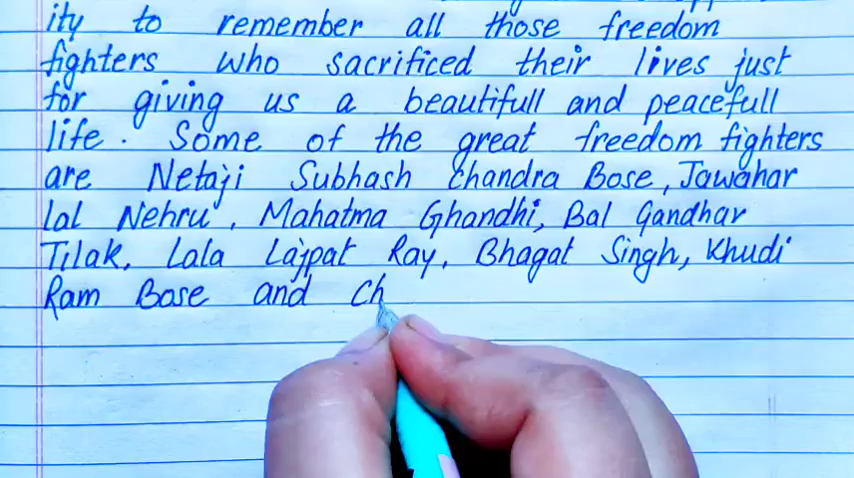 ity to remember all those freedom
fighters who sacrificed their lives just
for giving us a beautifull and peacefull
life. Some of the great freedom fighters
are Netaji Subhash Chandra Bose, Jawahar
lal Nehru, Mahatma Ghandhi, Bal Gandhar
Tilak, Lala Lajpat Ray, Bhagat Singh, Khudi
Ram Bose and Ch